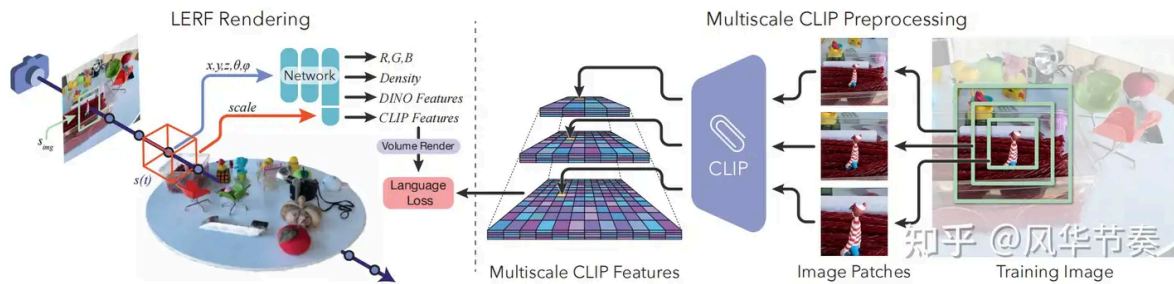 LERF Rendering
Multiscale CLIP Preprocessing
x,y,z,θ,φ
scale
s_img
s(t)
Network
R,G,B
Density
DINO Features
CLIP Features
Volume Render
Language
Loss
CLIP
Multiscale CLIP Features
Image Patches
Training Image
知乎 @风华节奏